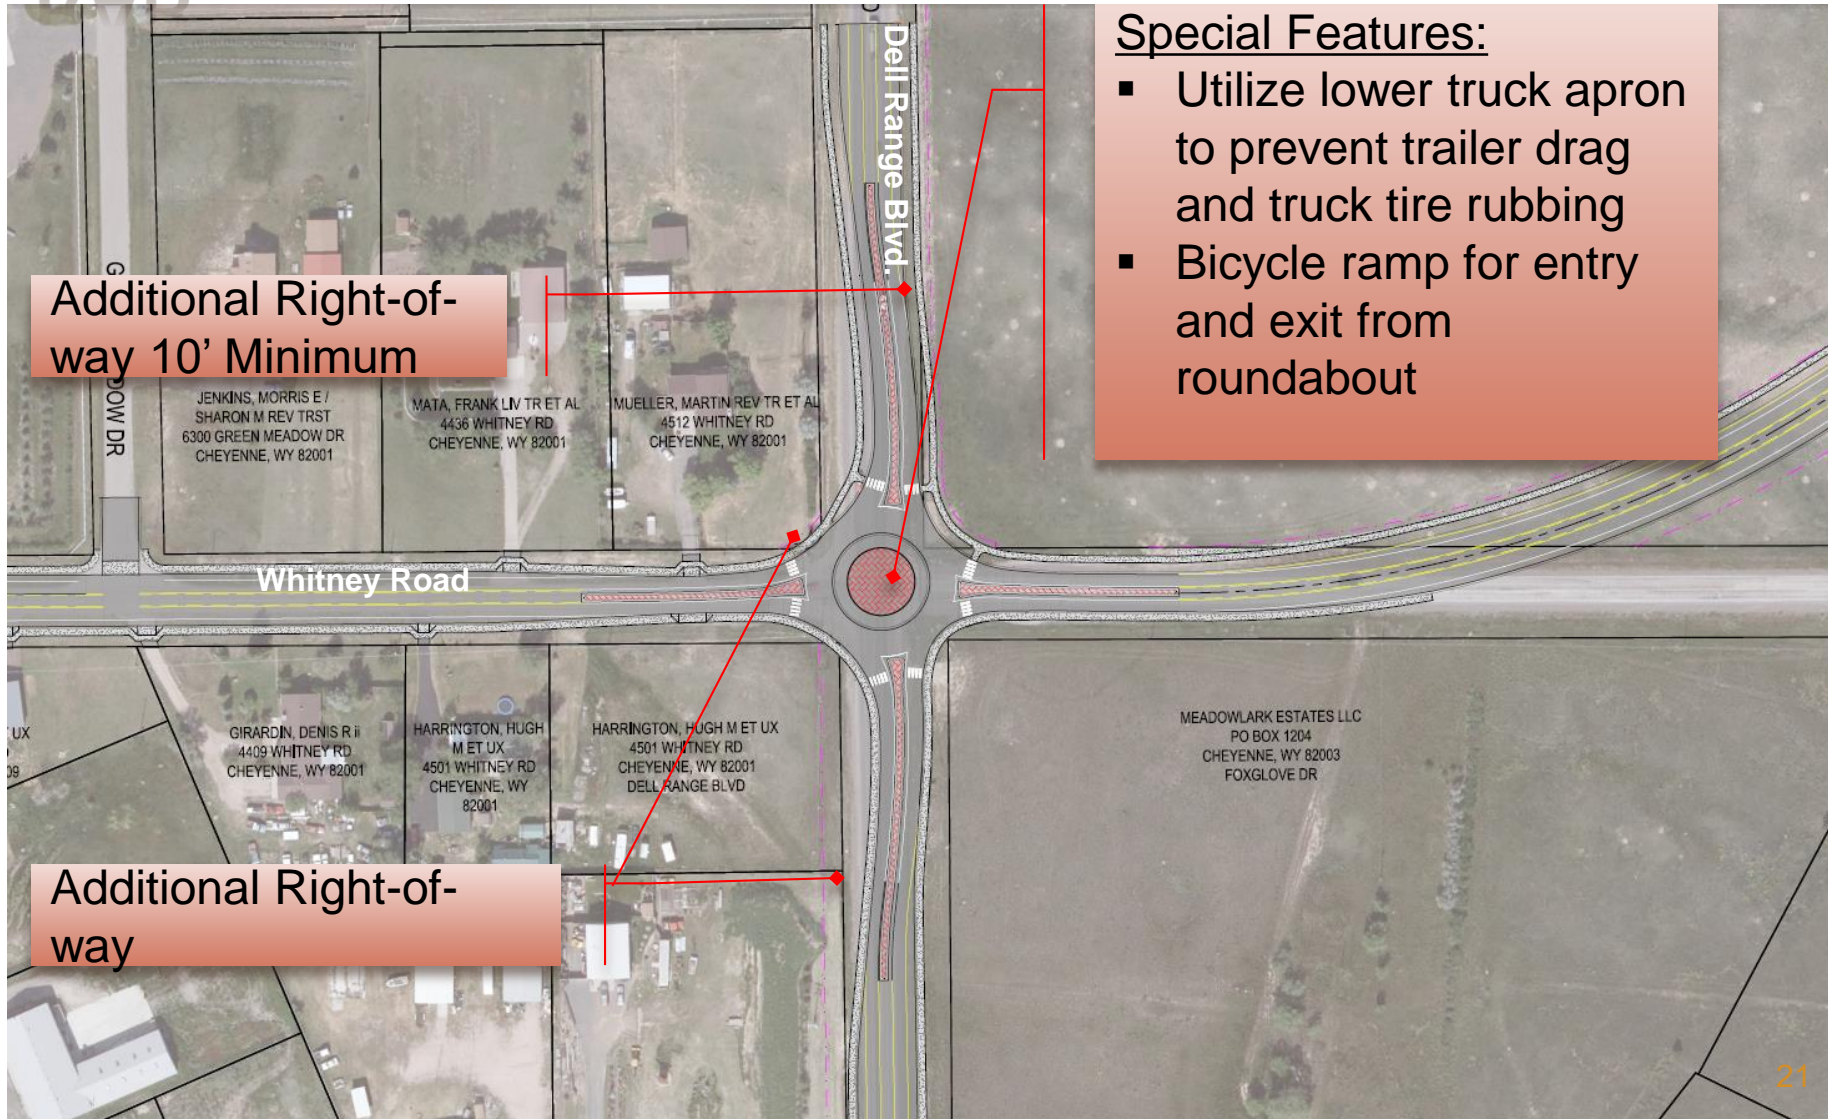 Special Features:
▪ Utilize lower truck apron
to prevent trailer drag
and truck tire rubbing
▪ Bicycle ramp for entry
and exit from
roundabout
Dell Range Blvd.
Additional Right-of-
way 10’ Minimum
DOW DR
JENKINS, MORRIS E /
SHARON M REV TRST
6300 GREEN MEADOW DR
CHEYENNE, WY 82001
MATA, FRANK LIV TR ET AL
4436 WHITNEY RD
CHEYENNE, WY 82001
MUELLER, MARTIN REV TR ET AL
4512 WHITNEY RD
CHEYENNE, WY 82001
Whitney Road
UX
09
GIRARDIN, DENIS R ii
4409 WHITNEY RD
CHEYENNE, WY 82001
HARRINGTON, HUGH
M ET UX
4501 WHITNEY RD
CHEYENNE, WY
82001
HARRINGTON, HUGH M ET UX
4501 WHITNEY RD
CHEYENNE, WY 82001
DELL RANGE BLVD
MEADOWLARK ESTATES LLC
PO BOX 1204
CHEYENNE, WY 82003
FOXGLOVE DR
Additional Right-of-
way
21